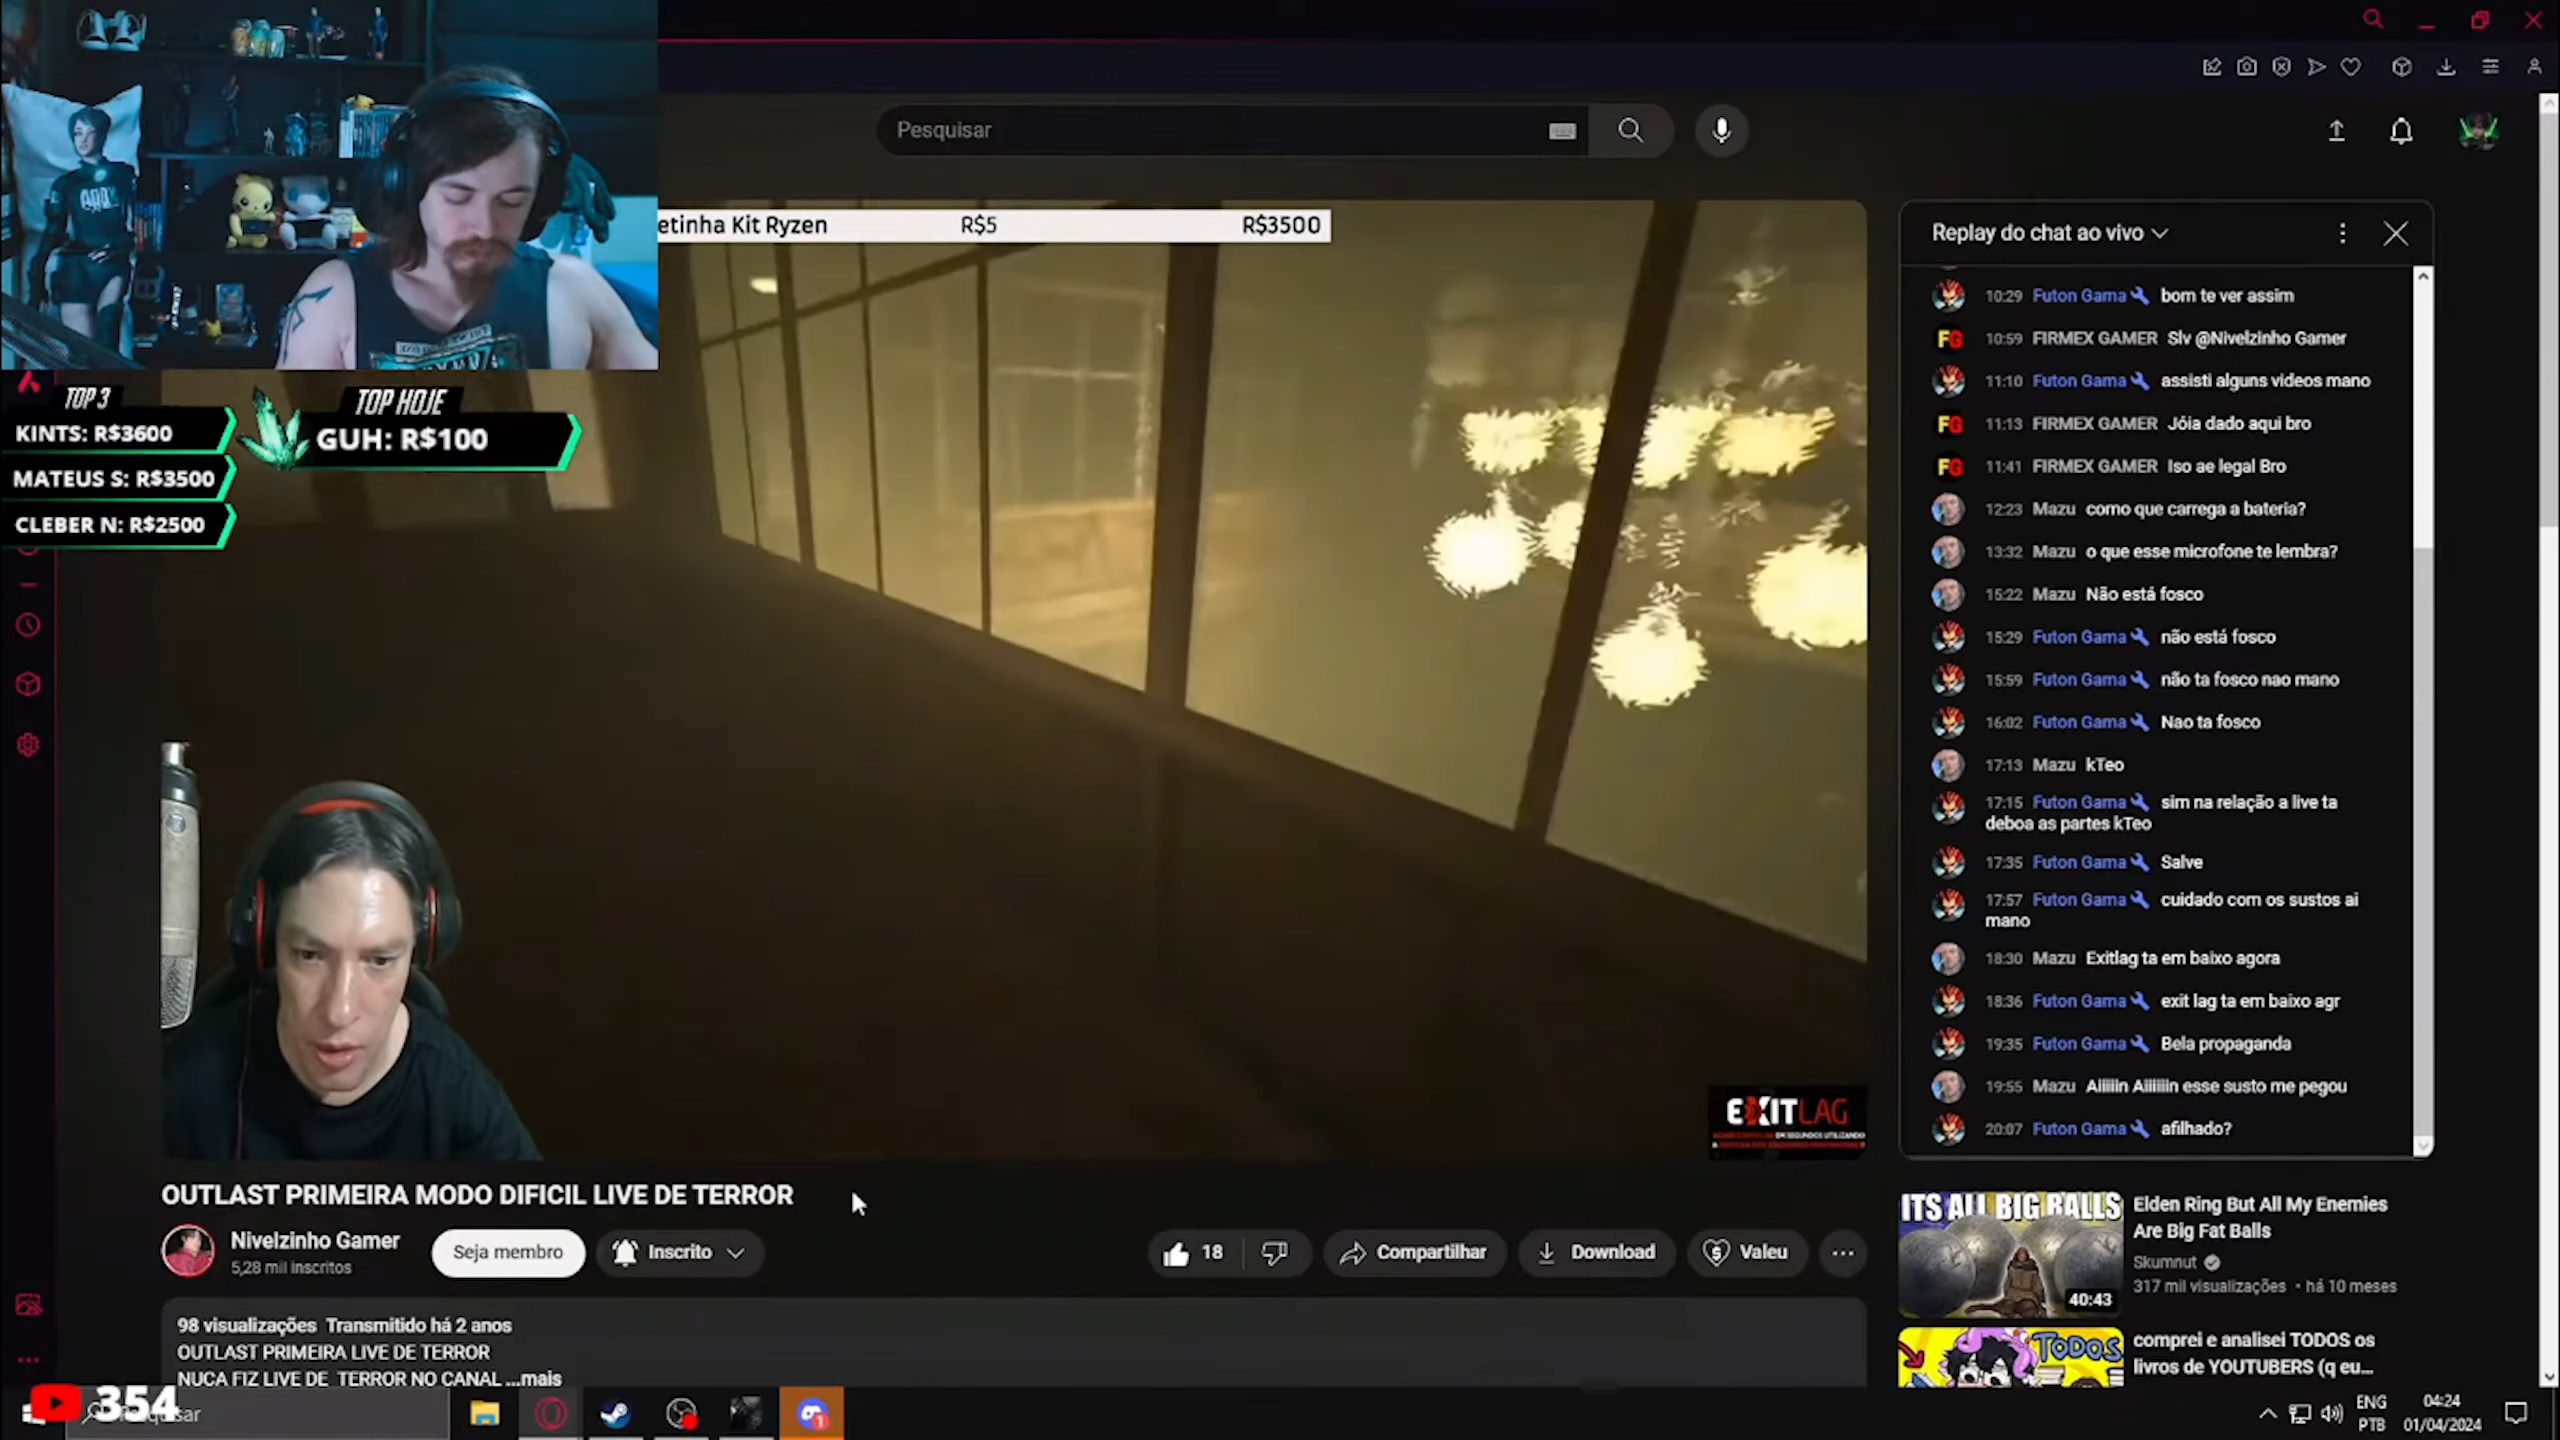 Pesquisar
etinha Kit Ryzen R$5 R$3500
TOP 3
KINTS: R$3600
MATEUS S: R$3500
CLEBER N: R$2500
TOP HOJE
GUH: R$100
Replay do chat ao vivo
10:29 Futon Gama bom te ver assim
FG 10:59 FIRMEX GAMER Slv @Nivelzinho Gamer
11:10 Futon Gama assisti alguns videos mano
FG 11:13 FIRMEX GAMER Jóia dado aqui bro
FG 11:41 FIRMEX GAMER Iso ae legal Bro
12:23 Mazu como que carrega a bateria?
13:32 Mazu o que esse microfone te lembra?
15:22 Mazu Não está fosco
15:29 Futon Gama não está fosco
15:59 Futon Gama não ta fosco nao mano
16:02 Futon Gama Nao ta fosco
17:13 Mazu kTeo
17:15 Futon Gama sim na relação a live ta
deboa as partes kTeo
17:35 Futon Gama Salve
17:57 Futon Gama cuidado com os sustos ai
mano
18:30 Mazu Exitlag ta em baixo agora
18:36 Futon Gama exit lag ta em baixo agr
19:35 Futon Gama Bela propaganda
19:55 Mazu Aiiiiin Aiiiiiin esse susto me pegou
20:07 Futon Gama afilhado?
EXITLAG
OUTLAST PRIMEIRA MODO DIFICIL LIVE DE TERROR
Nivelzinho Gamer
5,28 mil inscritos
Seja membro
Inscrito
18
Compartilhar
Download
Valeu
98 visualizações Transmitido há 2 anos
OUTLAST PRIMEIRA LIVE DE TERROR
NUCA FIZ LIVE DE TERROR NO CANAL ...mais
ITS ALL BIG BALLS
40:43
Elden Ring But All My Enemies
Are Big Fat Balls
Skumnut
317 mil visualizações • há 10 meses
TODOS
comprei e analisei TODOS os
livros de YOUTUBERS (q eu...
354
1
ENG
PTB
04:24
01/04/2024